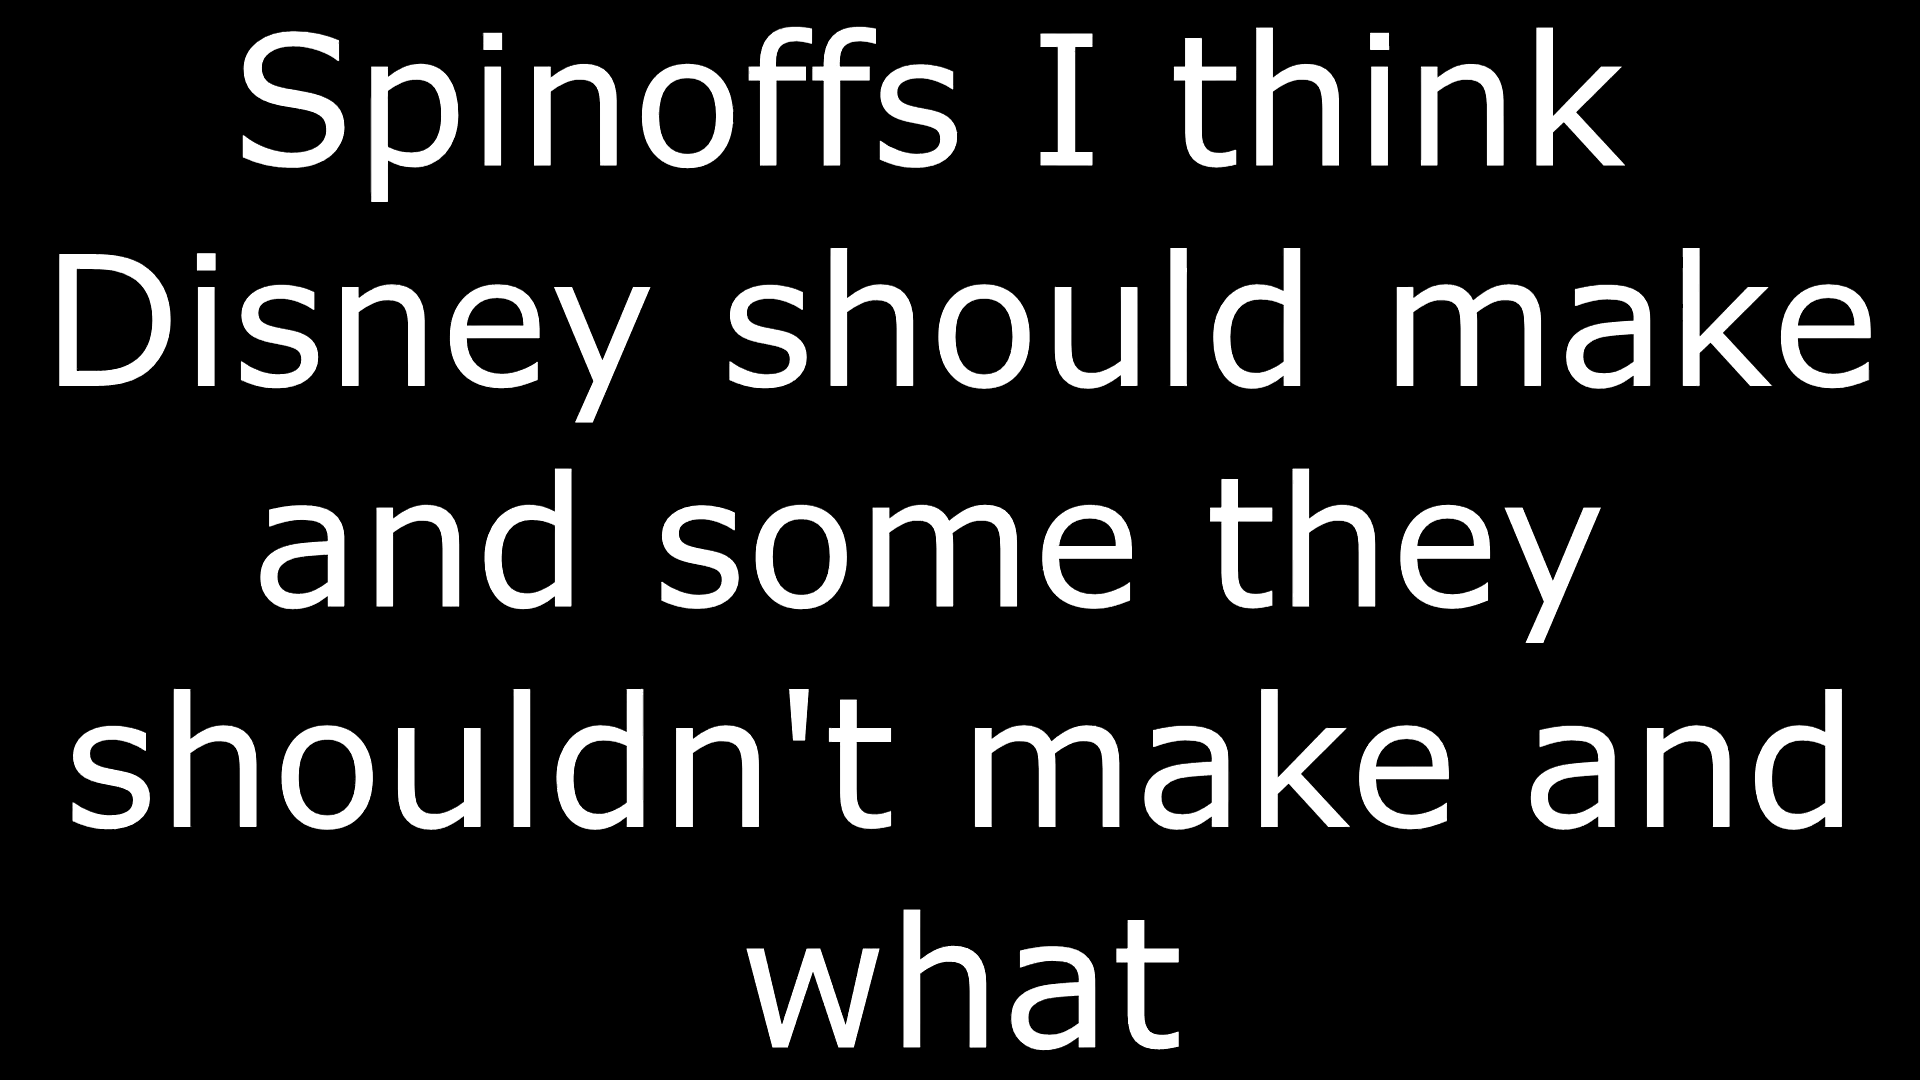 Spinoffs I think
Disney should make
and some they
shouldn't make and
what